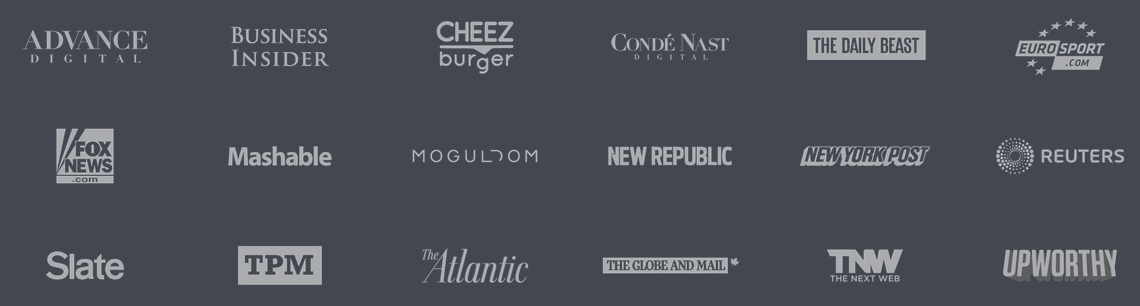 ADVANCE
DIGITAL
BUSINESS
INSIDER
CHEEZ
burger
CONDÉ NAST
DIGITAL
THE DAILY BEAST
EUROSPORT
.COM
FOX
NEWS
.com
Mashable
MOGULDOM
NEW REPUBLIC
NEW YORK POST
REUTERS
Slate
TPM
The Atlantic
THE GLOBE AND MAIL
TNW
THE NEXT WEB
UPWORTHY